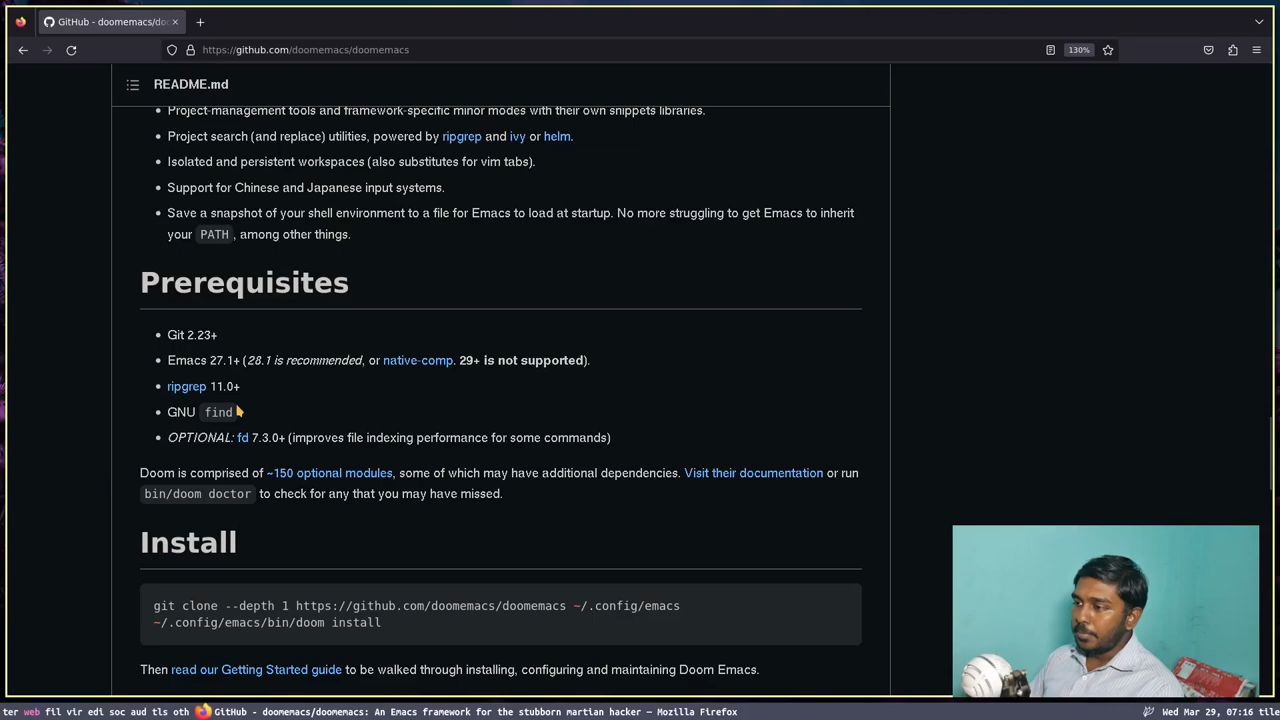 GitHub - doomemacs/doo
https://github.com/doomemacs/doomemacs
130%
README.md
Project-management tools and framework-specific minor modes with their own snippets libraries.
Project search (and replace) utilities, powered by ripgrep and ivy or helm.
Isolated and persistent workspaces (also substitutes for vim tabs).
Support for Chinese and Japanese input systems.
Save a snapshot of your shell environment to a file for Emacs to load at startup. No more struggling to get Emacs to inherit
your PATH, among other things.
Prerequisites
Git 2.23+
Emacs 27.1+ (28.1 is recommended, or native-comp. 29+ is not supported).
ripgrep 11.0+
GNU find
OPTIONAL: fd 7.3.0+ (improves file indexing performance for some commands)
Doom is comprised of ~150 optional modules, some of which may have additional dependencies. Visit their documentation or run
bin/doom doctor to check for any that you may have missed.
Install
git clone --depth 1 https://github.com/doomemacs/doomemacs ~/.config/emacs
~/.config/emacs/bin/doom install
Then read our Getting Started guide to be walked through installing, configuring and maintaining Doom Emacs.
ter web fil vir edi soc aud tls oth GitHub - doomemacs/doomemacs: An Emacs framework for the stubborn martian hacker — Mozilla Firefox Wed Mar 29, 07:16 tile